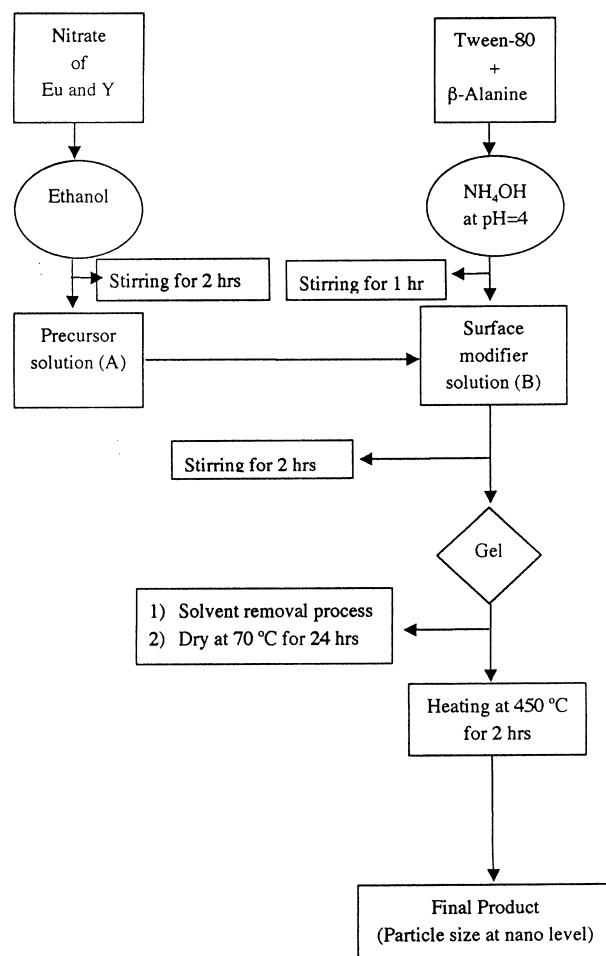 Nitrate
of
Eu and Y
Tween-80
+
β-Alanine
Ethanol
NH₄OH
at pH=4
Stirring for 2 hrs
Stirring for 1 hr
Precursor
solution (A)
Surface
modifier
solution (B)
Stirring for 2 hrs
Gel
1) Solvent removal process
2) Dry at 70 °C for 24 hrs
Heating at 450 °C
for 2 hrs
Final Product
(Particle size at nano level)